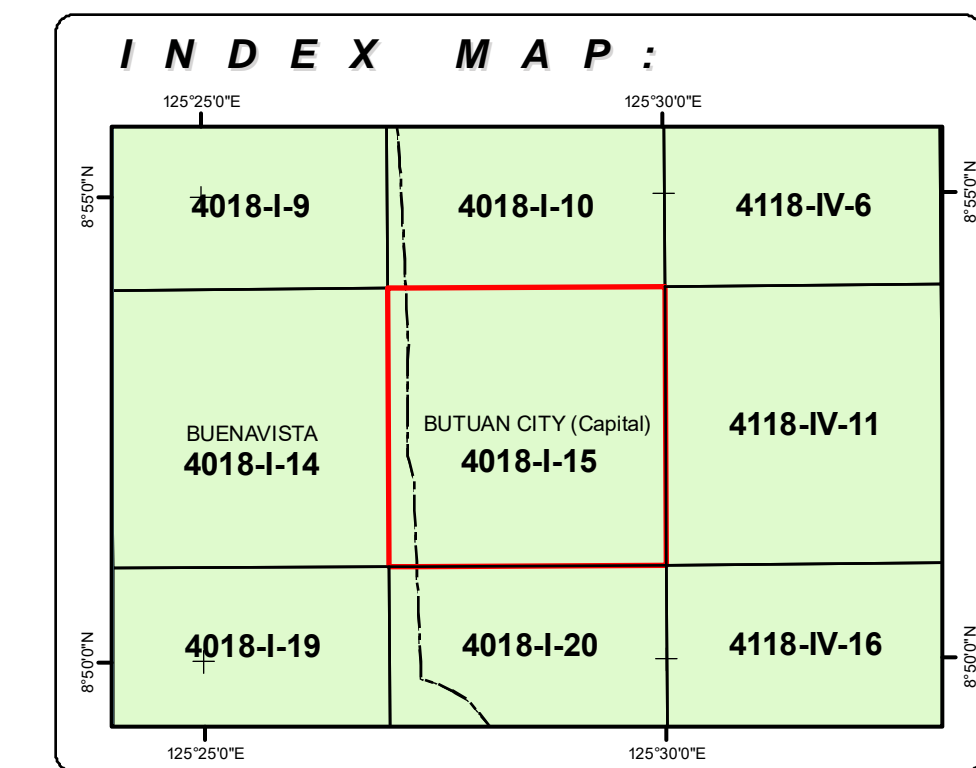 INDEX MAP:
125°25'0"E 125°30'0"E
8°55'0"N 8°55'0"N
4018-I-9 4018-I-10 4118-IV-6
BUENAVISTA BUTUAN CITY (Capital) 4118-IV-11
4018-I-14 4018-I-15
4018-I-19 4018-I-20 4118-IV-16
8°50'0"N 8°50'0"N
125°25'0"E 125°30'0"E